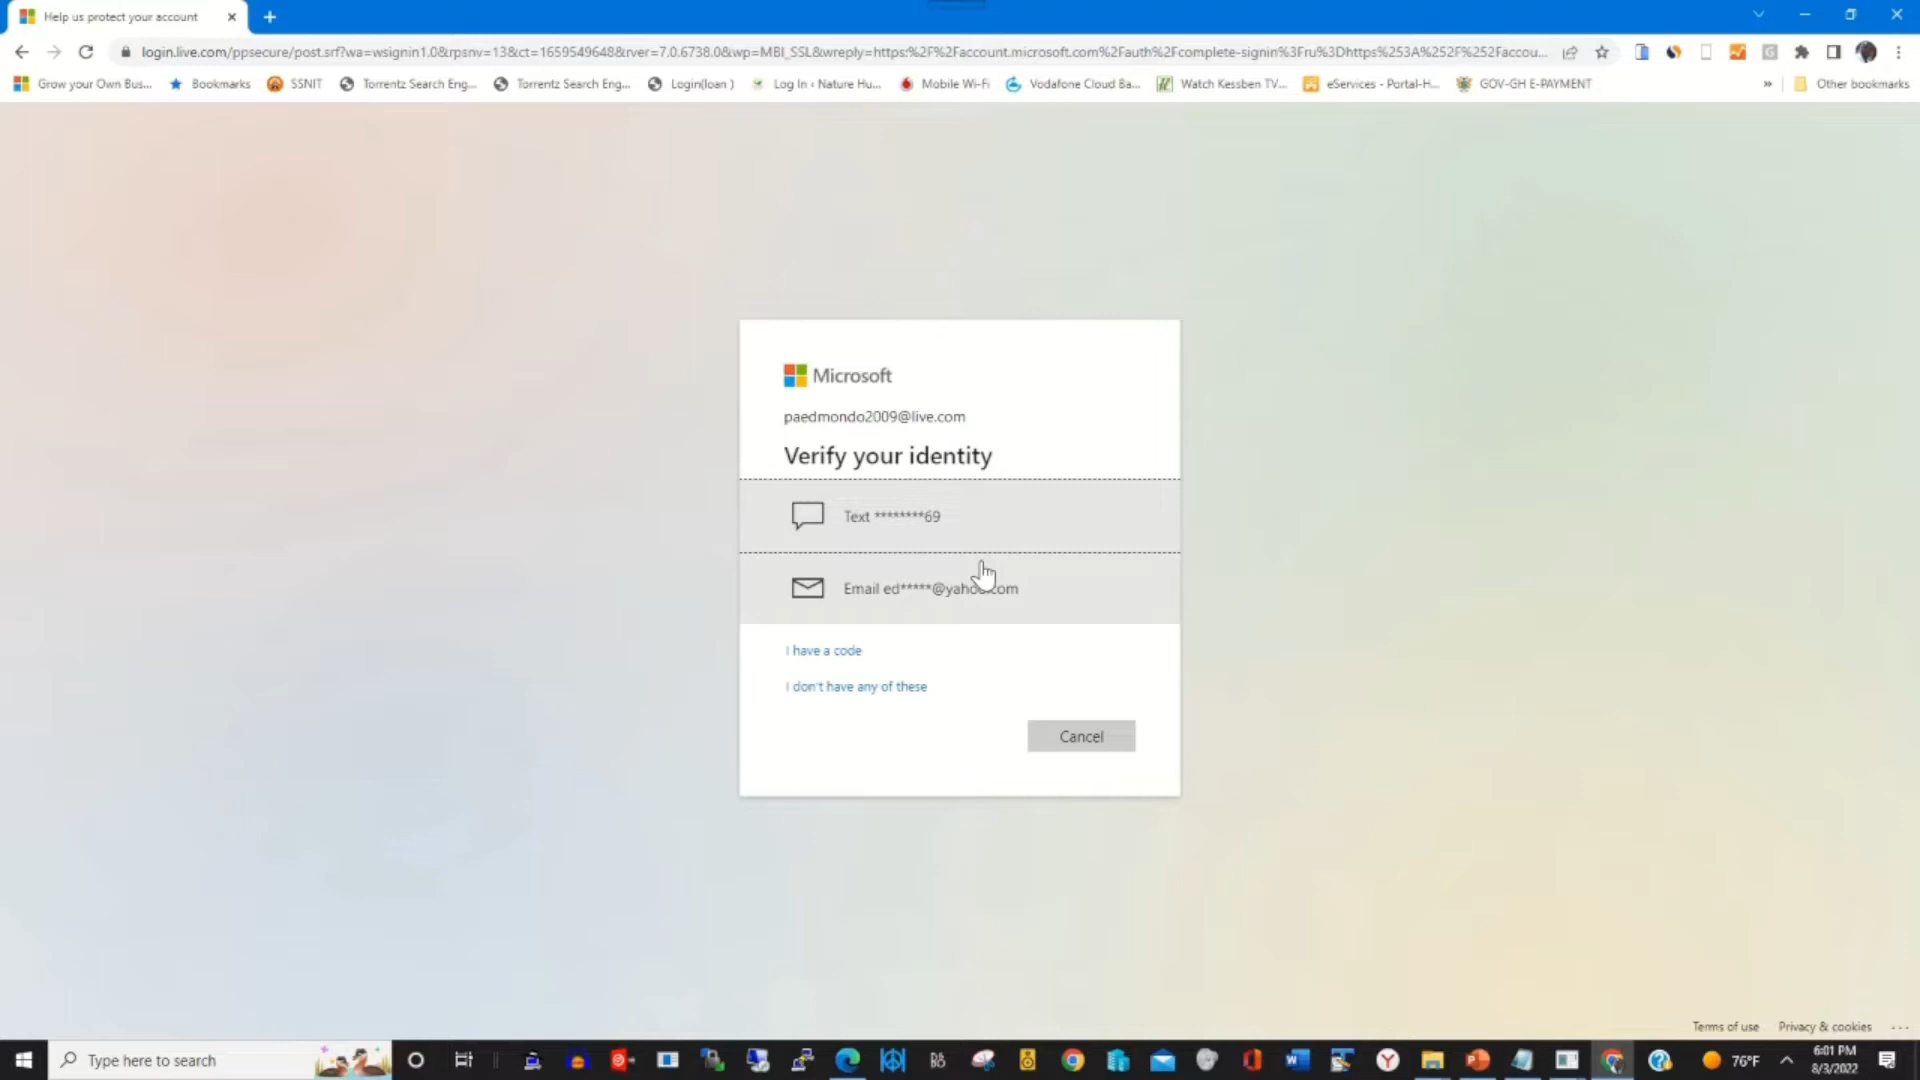 Help us protect your account
login.live.com/ppsecure/post.srf?wa=wsignin1.0&rpsnv=13&ct=1659549648&rver=7.0.6738.0&wp=MBI_SSL&wreply=https:%2F%2Faccount.microsoft.com%2Fauth%2Fcomplete-signin%3Fru%3Dhttps%253A%252F%252Faccou...
Grow your Own Bus... Bookmarks SSNIT Torrentz Search Eng... Torrentz Search Eng... Login(loan ) Log In ‹ Nature Hu... Mobile Wi-Fi Vodafone Cloud Ba... Watch Kessben TV... eServices - Portal-H... GOV-GH E-PAYMENT » Other bookmarks
Microsoft
paedmondo2009@live.com
Verify your identity
Text ********69
Email ed*****@yahoo.com
I have a code
I don't have any of these
Cancel
Terms of use Privacy & cookies ...
Type here to search
76°F
6:01 PM
8/3/2022